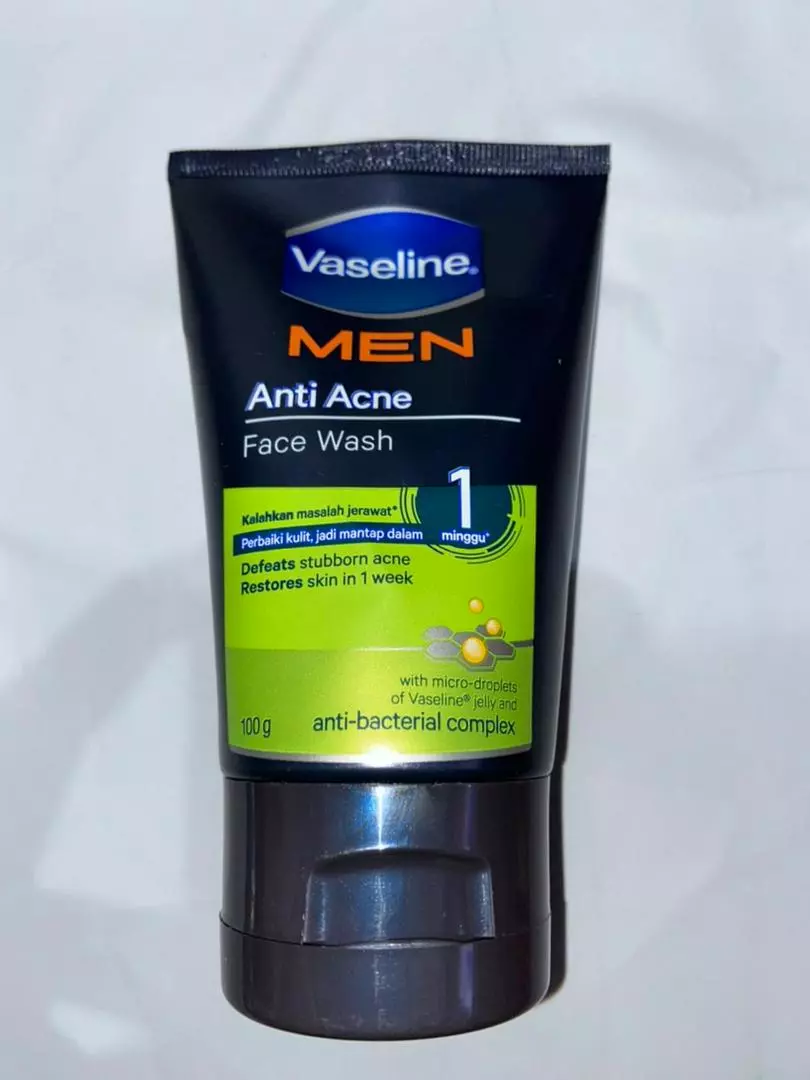 Vaseline®
MEN
Anti Acne
Face Wash
Kalahkan masalah jerawat*
Perbaiki kulit, jadi mantap dalam
1
minggu*
Defeats stubborn acne
Restores skin in 1 week
with micro-droplets
of Vaseline® jelly and
anti-bacterial complex
100 g